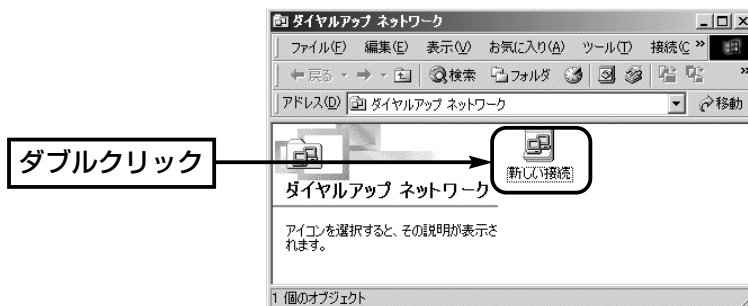 ダイヤルアップ ネットワーク
ファイル(F) 編集(E) 表示(V) お気に入り(A) ツール(T) 接続(C »
戻る 検索 フォルダ »
アドレス(D) ダイヤルアップ ネットワーク 移動
ダブルクリック
新しい接続
ダイヤルアップ ネットワーク
アイコンを選択すると、その説明が表示さ
れます。
1 個のオブジェクト